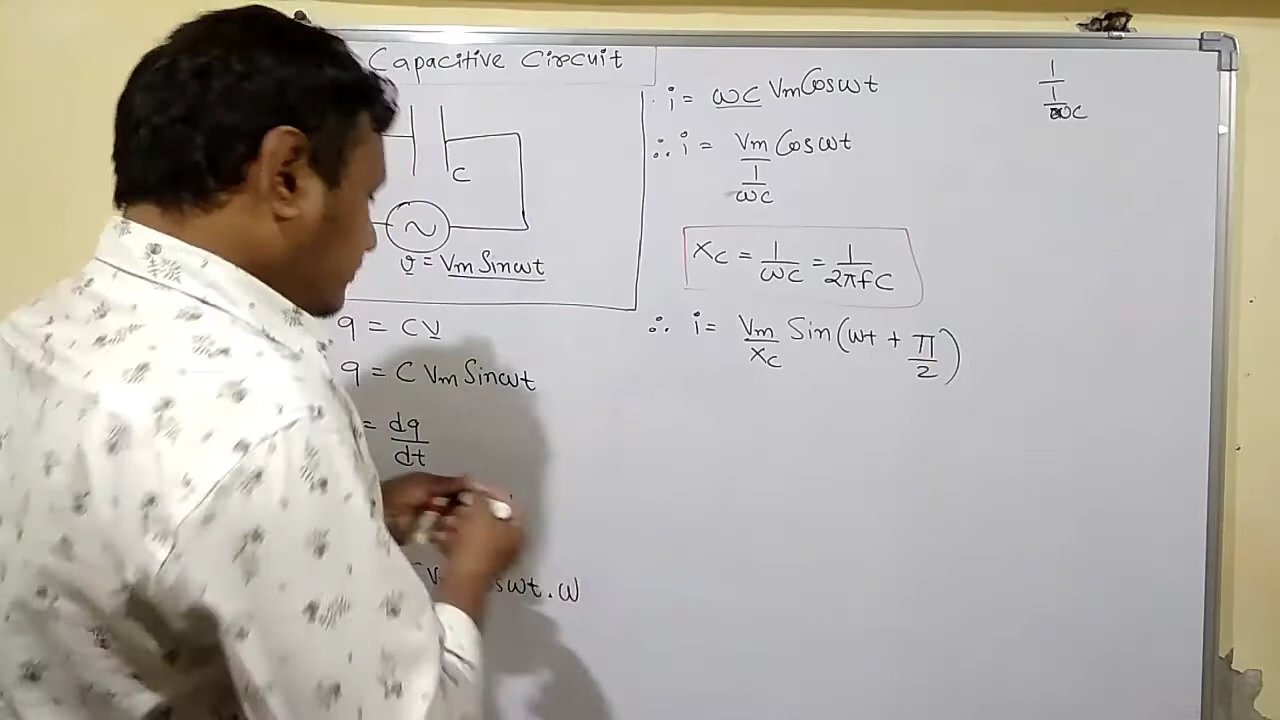 Capacitive Circuit
C
~
v = Vm Sinωt
q = CV
q = C Vm Sinωt
= dq/dt
sωt . ω
i = ωC Vm Cosωt
∴ i = Vm/(1/ωC) Cosωt
Xc = 1/ωC = 1/2πfC
∴ i = Vm/Xc Sin(ωt + π/2)
1/(1/ωC)